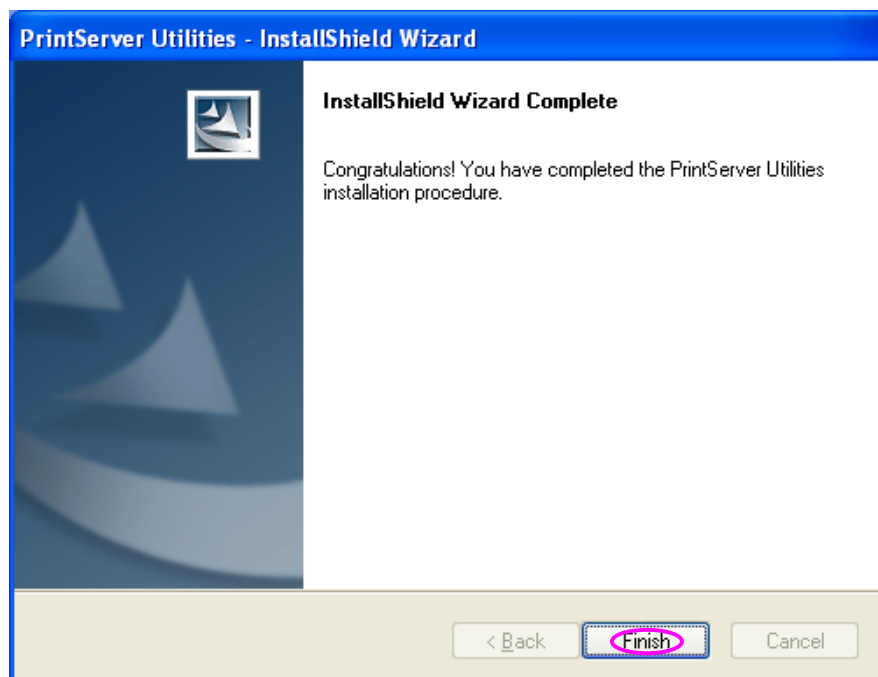 PrintServer Utilities - InstallShield Wizard
InstallShield Wizard Complete
Congratulations! You have completed the PrintServer Utilities
installation procedure.
< Back
Finish
Cancel